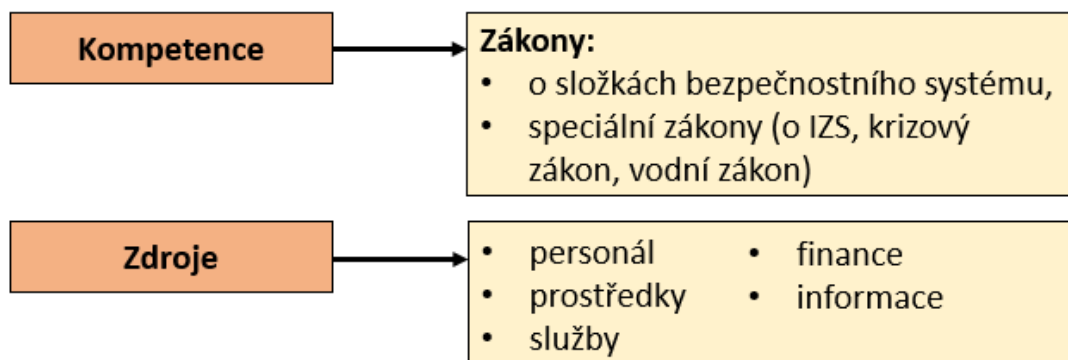 Kompetence
Zákony:
• o složkách bezpečnostního systému,
• speciální zákony (o IZS, krizový
zákon, vodní zákon)
Zdroje
• personál
• prostředky
• služby
• finance
• informace